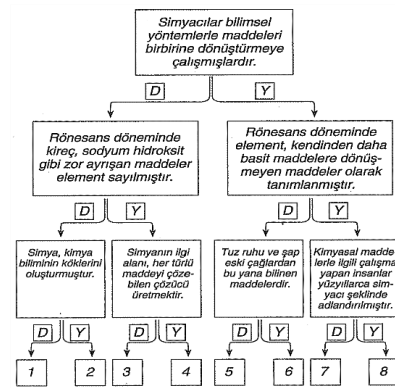 Simyacılar bilimsel
yöntemlerle maddeleri
birbirine dönüştürmeye
çalışmışlardır.
D
Y
Rönesans döneminde
kireç, sodyum hidroksit
gibi zor ayrışan maddeler
element sayılmıştır.
Rönesans döneminde
element, kendinden daha
basit maddelere dönüş-
meyen maddeler olarak
tanımlanmıştır.
D
Y
D
Y
Simya, kimya
biliminin köklerini
oluşturmuştur.
Simyanın ilgi
alanı, her türlü
maddeyi çöze-
bilen çözücü
üretmektir.
Tuz ruhu ve şap
eski çağlardan
bu yana bilinen
maddelerdir.
Kimyasal madde-
lerle ilgili çalışma
yapan insanlar
yüzyıllarca sim-
yacı şeklinde
adlandırılmıştır.
D
Y
D
Y
D
Y
D
Y
1
2
3
4
5
6
7
8